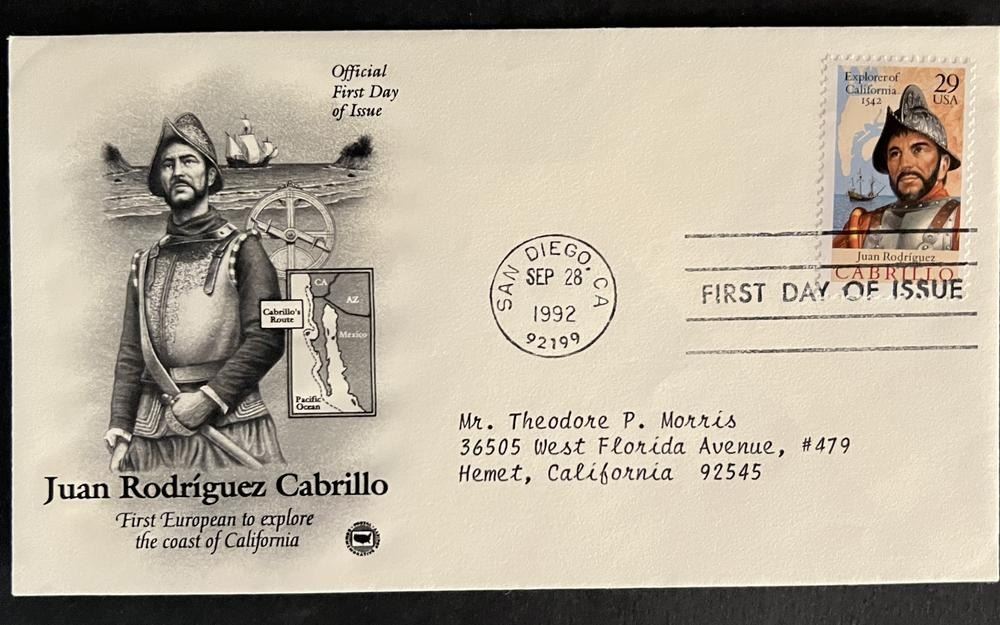 Official
First Day
of Issue
Explorer of
California
1542
29
USA
Juan Rodríguez
CABRILLO
SAN DIEGO, CA
SEP 28
1992
92199
FIRST DAY OF ISSUE
CA
AZ
Cabrillo's
Route
Mexico
Pacific
Ocean
Mr. Theodore P. Morris
36505 West Florida Avenue, #479
Hemet, California 92545
Juan Rodríguez Cabrillo
First European to explore
the coast of California